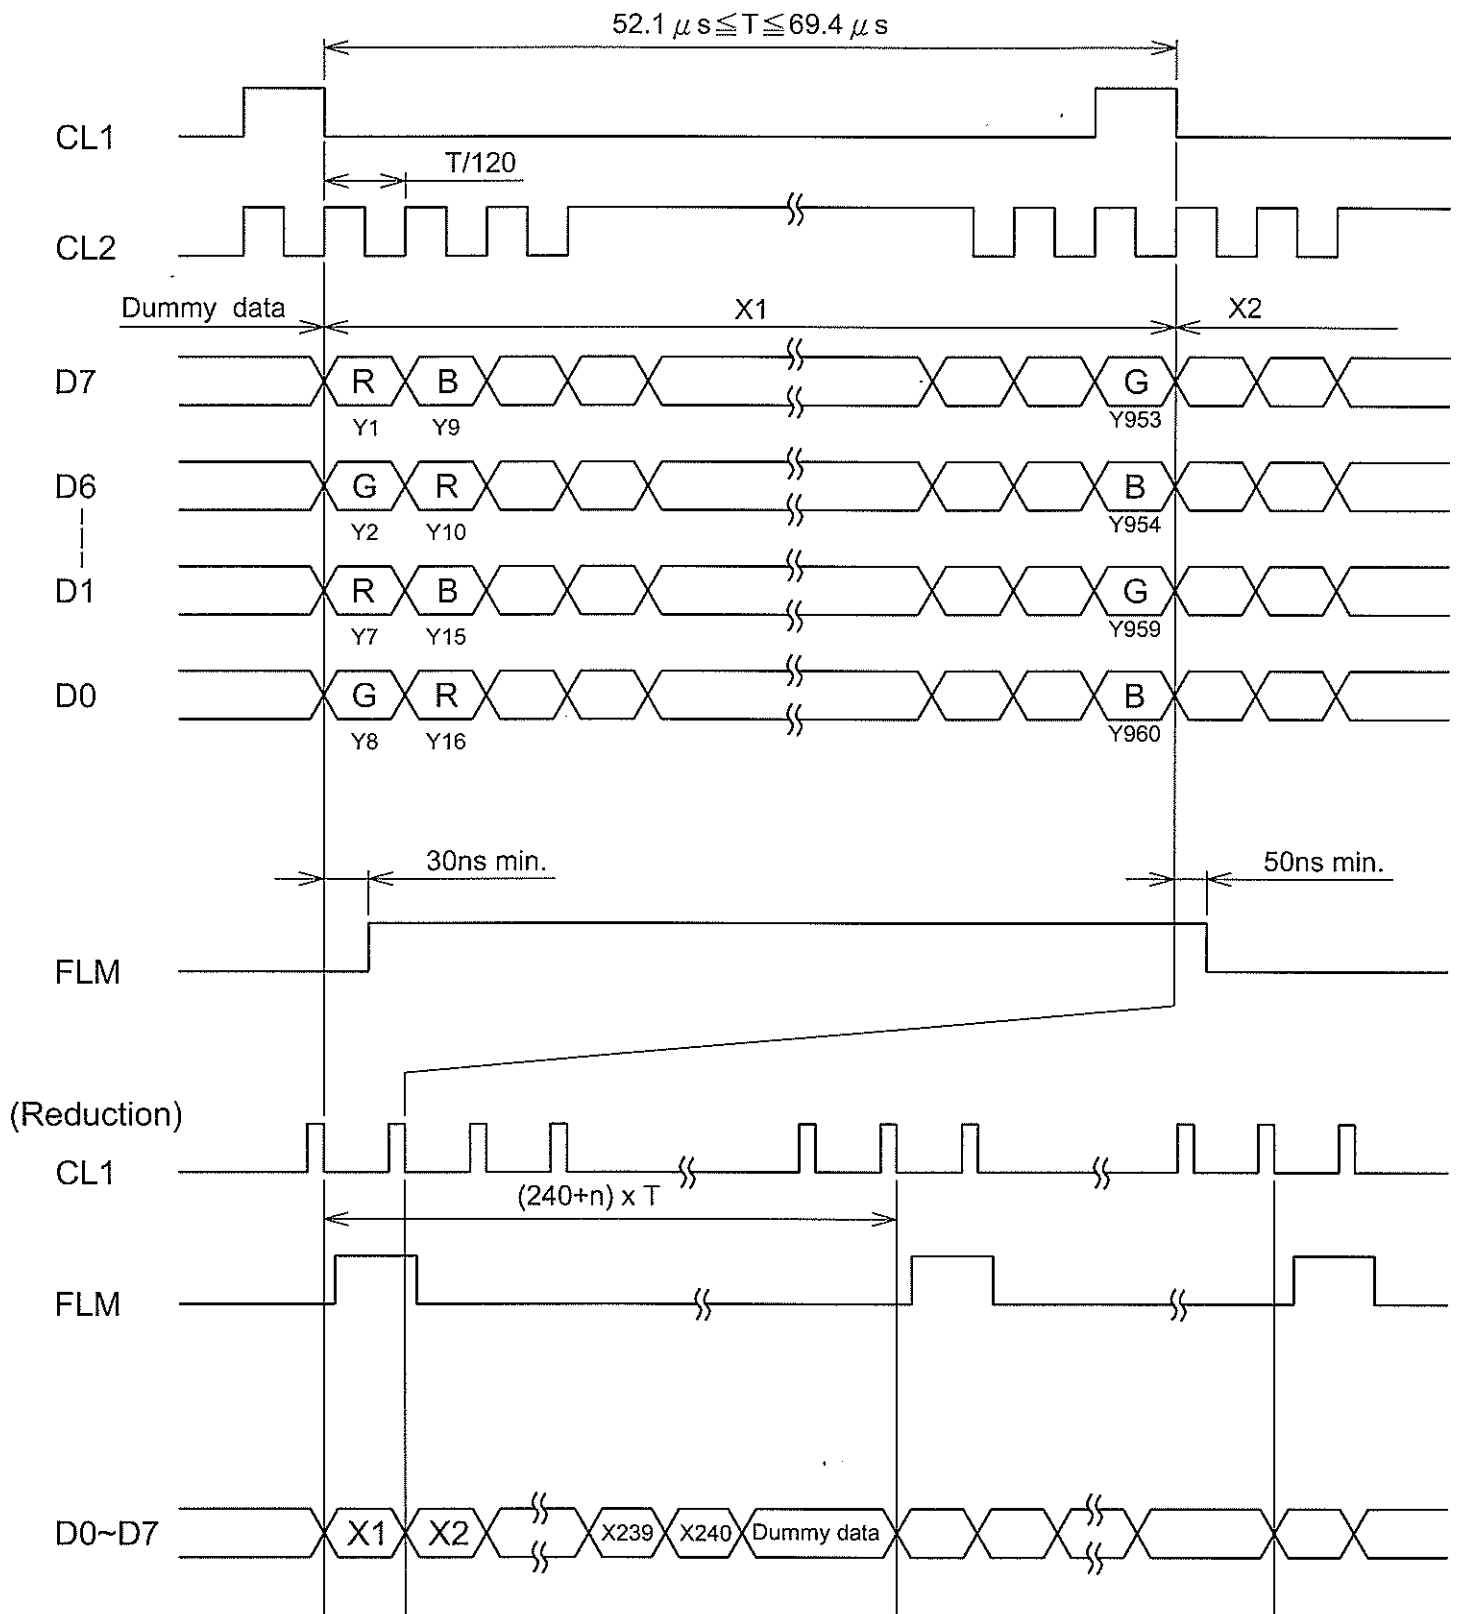 52.1 μs≦T≦69.4 μs
CL1
T/120
CL2
Dummy data
X1
X2
D7
R
B
G
Y1
Y9
Y953
D6
G
R
B
Y2
Y10
Y954
D1
R
B
G
Y7
Y15
Y959
D0
G
R
B
Y8
Y16
Y960
30ns min.
50ns min.
FLM
(Reduction)
CL1
(240+n) x T
FLM
D0~D7
X1
X2
X239
X240
Dummy data